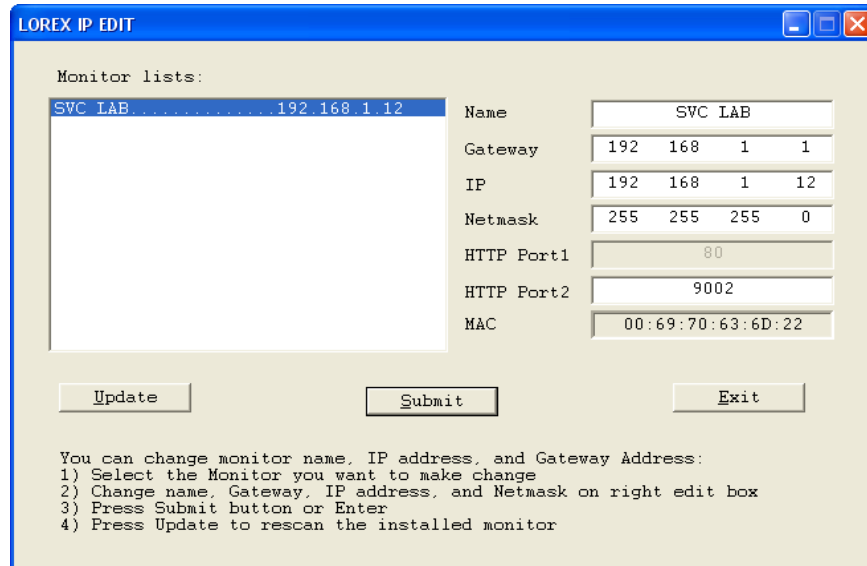 LOREX IP EDIT
Monitor lists:
SVC LAB..............192.168.1.12
Name SVC LAB
Gateway 192 168 1 1
IP 192 168 1 12
Netmask 255 255 255 0
HTTP Port1 80
HTTP Port2 9002
MAC 00:69:70:63:6D:22
Update Submit Exit
You can change monitor name, IP address, and Gateway Address:
1) Select the Monitor you want to make change
2) Change name, Gateway, IP address, and Netmask on right edit box
3) Press Submit button or Enter
4) Press Update to rescan the installed monitor